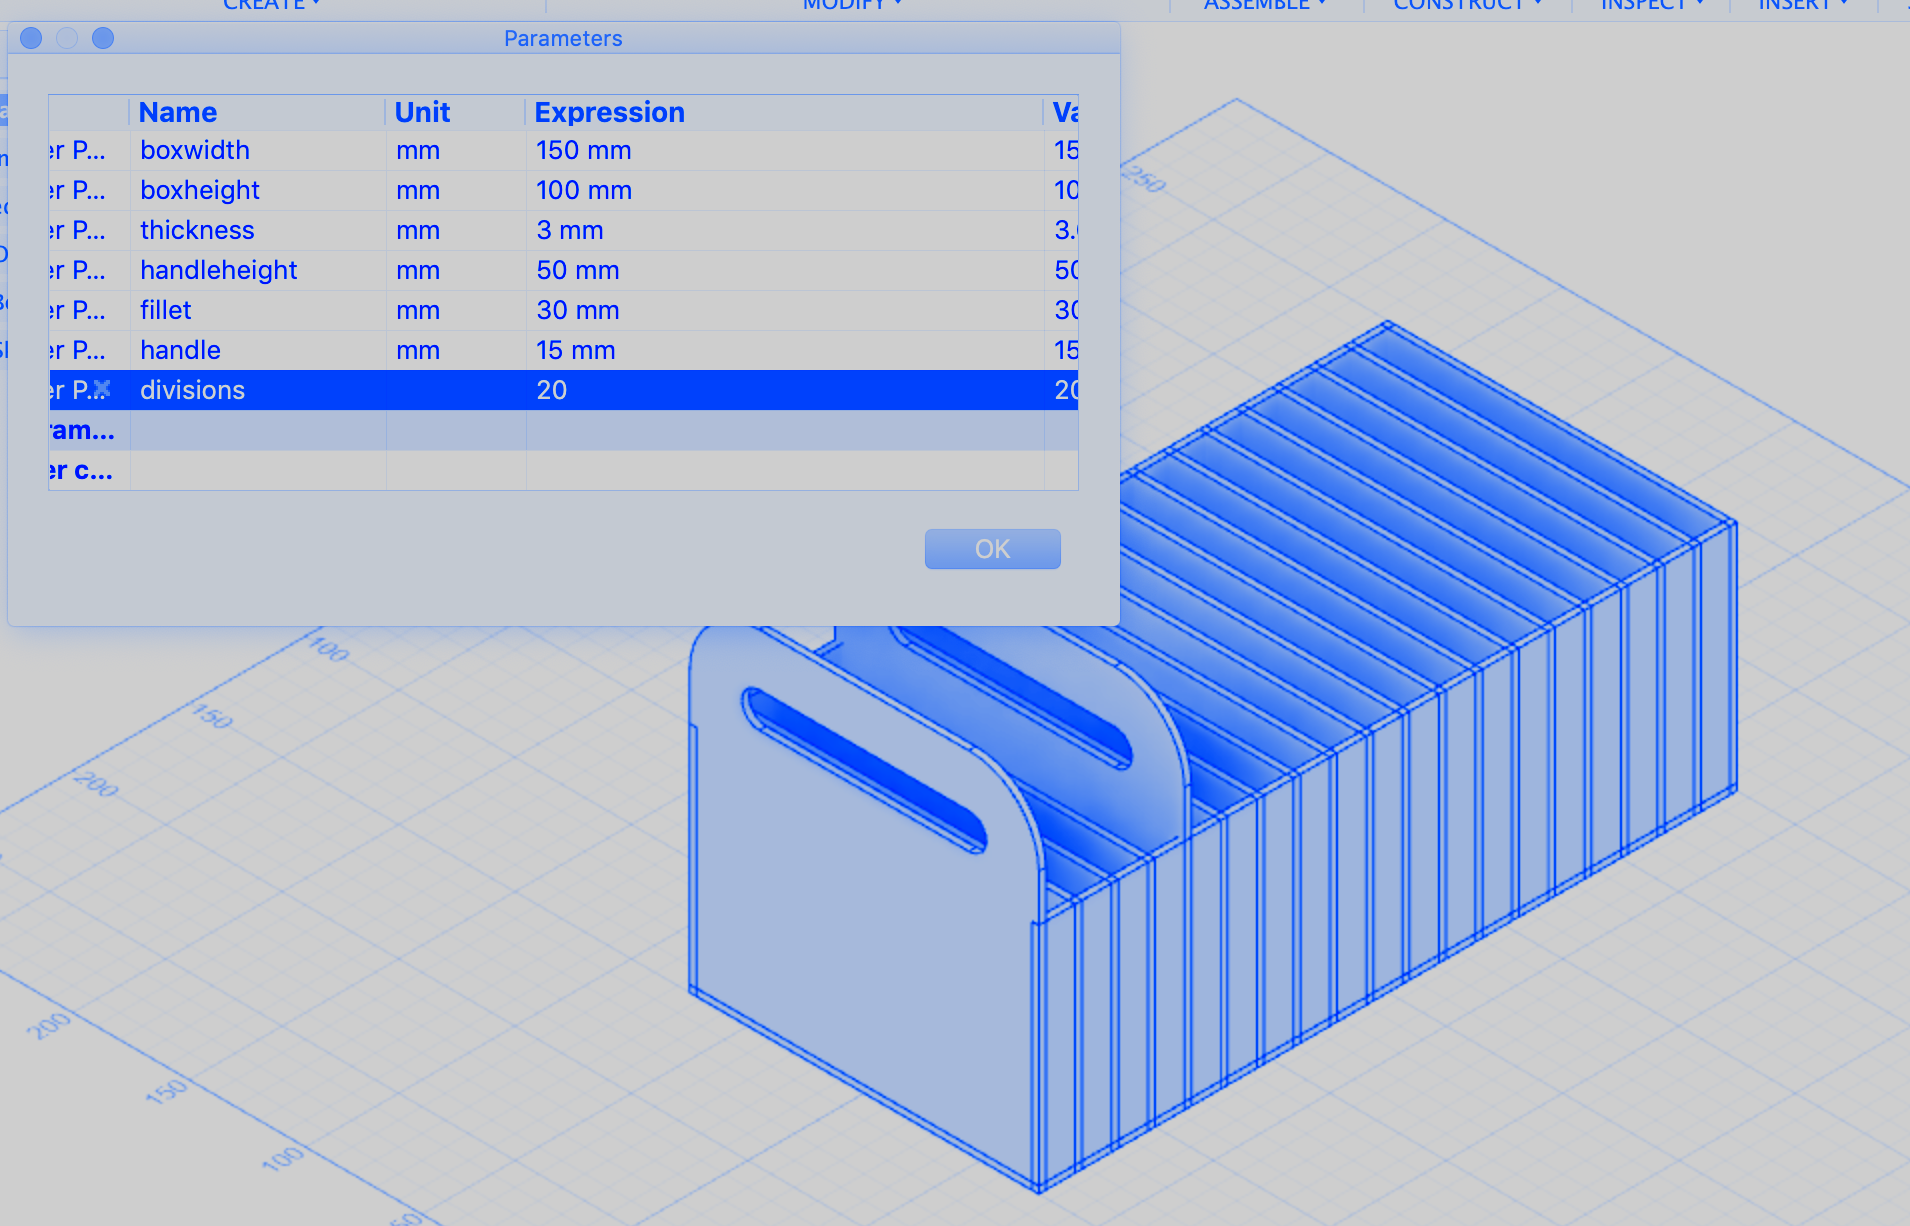 CREATE MODIFY ASSEMBLE CONSTRUCT INSPECT INSERT
Parameters
Name Unit Expression
er P... boxwidth mm 150 mm 15
er P... boxheight mm 100 mm 10
er P... thickness mm 3 mm 3.
er P... handleheight mm 50 mm 50
er P... fillet mm 30 mm 30
er P... handle mm 15 mm 15
er P... divisions 20 20
ram...
er c...
OK
250
100
150
200
200
150
100